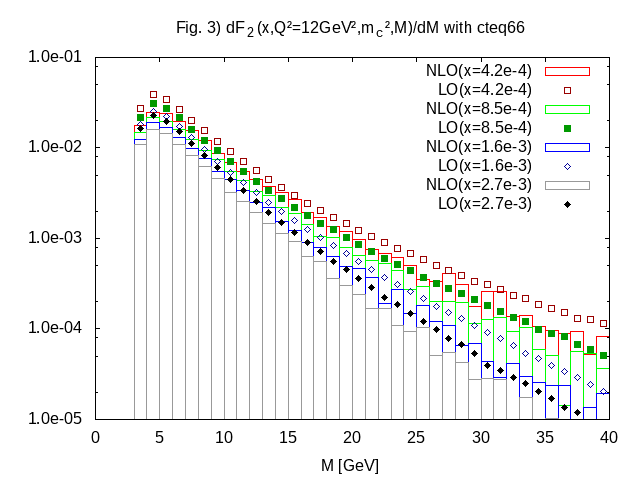 Fig. 3) dF₂(x,Q²=12GeV²,m_c²,M)/dM with cteq66
1.0e-01
1.0e-02
1.0e-03
1.0e-04
1.0e-05
NLO(x=4.2e-4)
LO(x=4.2e-4)
NLO(x=8.5e-4)
LO(x=8.5e-4)
NLO(x=1.6e-3)
LO(x=1.6e-3)
NLO(x=2.7e-3)
LO(x=2.7e-3)
0 5 10 15 20 25 30 35 40
M [GeV]